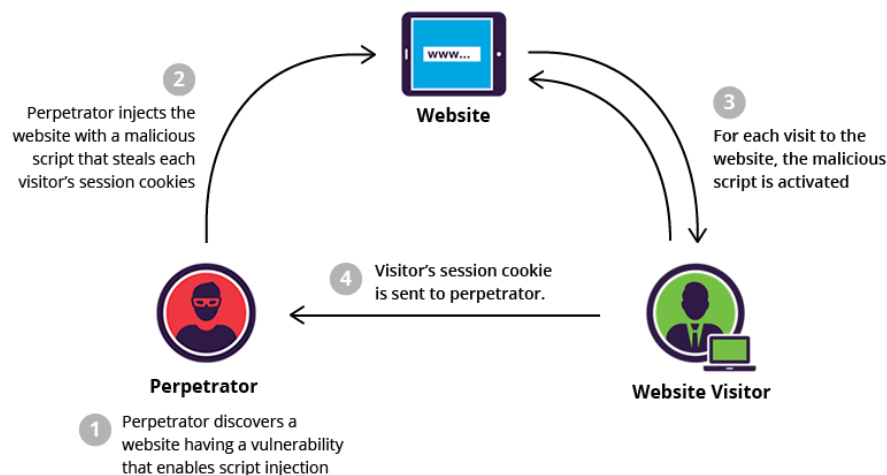 www...
Website
2
Perpetrator injects the
website with a malicious
script that steals each
visitor's session cookies
3
For each visit to the
website, the malicious
script is activated
4
Visitor's session cookie
is sent to perpetrator.
Perpetrator
Website Visitor
1
Perpetrator discovers a
website having a vulnerability
that enables script injection